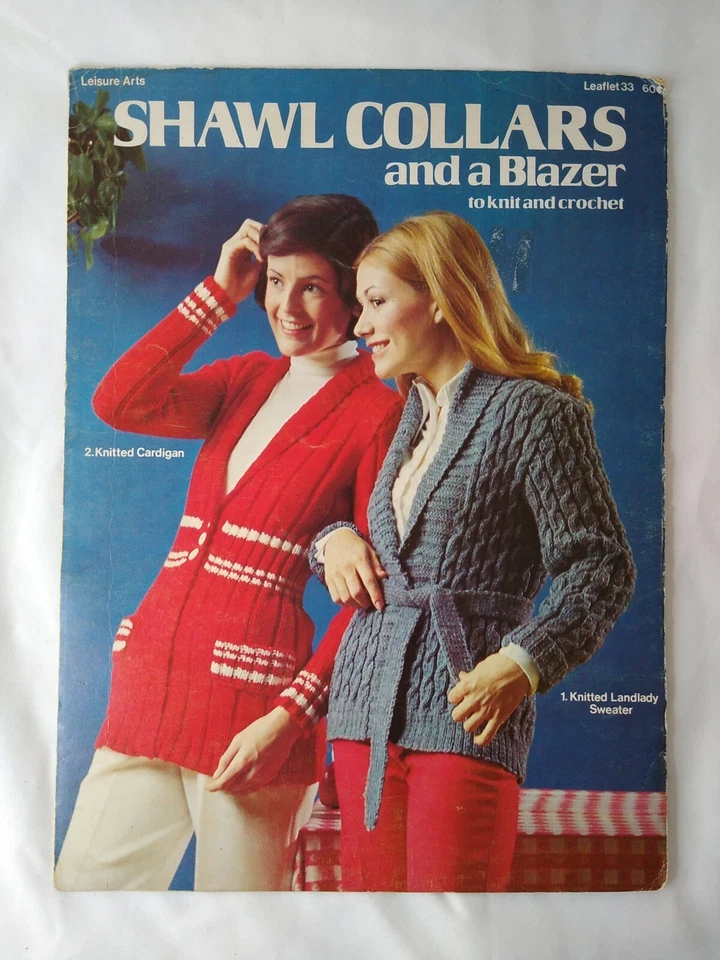 Leisure Arts
Leaflet 33 60¢
SHAWL COLLARS
and a Blazer
to knit and crochet
2. Knitted Cardigan
1. Knitted Landlady
Sweater